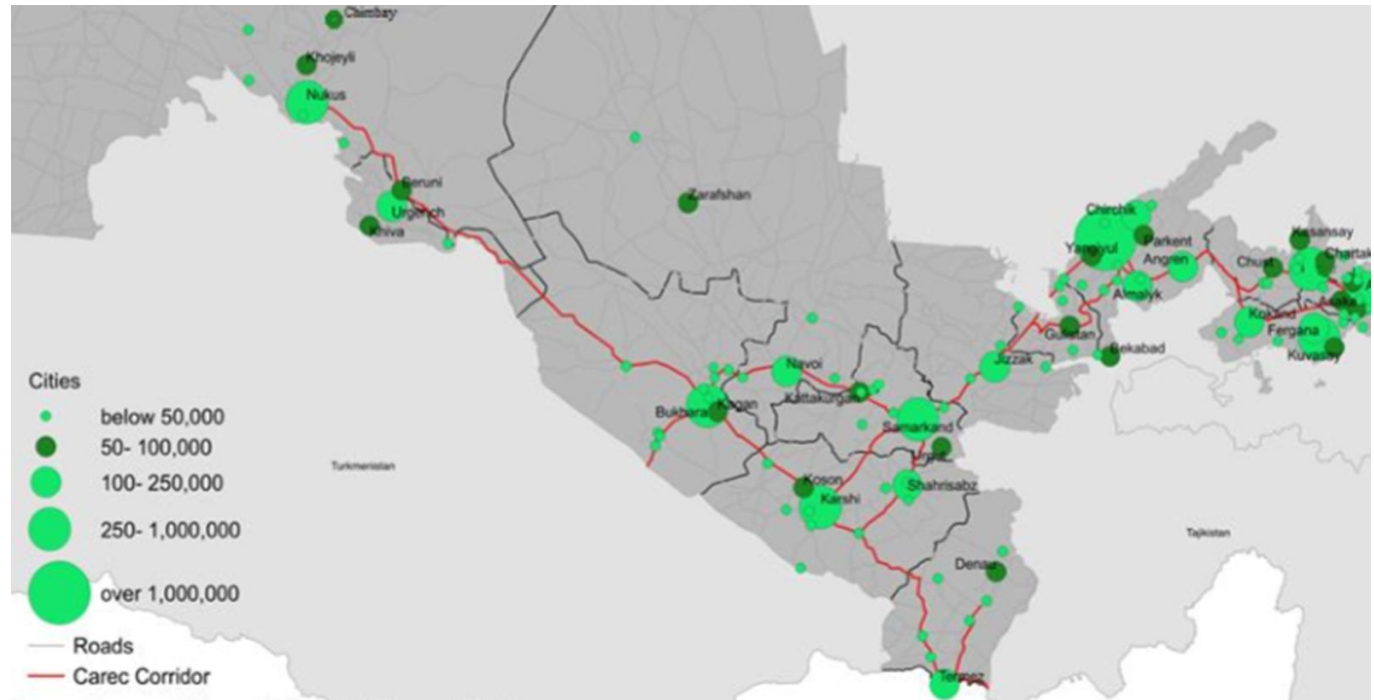 Chimbay
Khojeyli
Nukus
Beruni
Urgench
Khiva
Zarafshan
Chirchik
Yangiyul
Parkent
Angren
Almalyk
Kasansay
Chartak
Chust
Asaka
Kokand
Fergana
Kuvasay
Gulistan
Bekabad
Jizzak
Navoi
Kattakurgan
Bukhara
Kagan
Samarkand
Urgut
Koson
Karshi
Shahrisabz
Denau
Termez
Turkmenistan
Tajikistan
Cities
below 50,000
50- 100,000
100- 250,000
250- 1,000,000
over 1,000,000
Roads
Carec Corridor